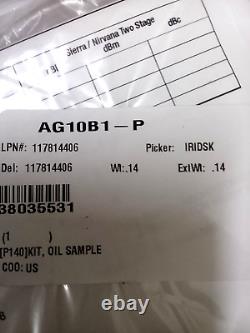 Sierra / Nirvana Two Stage
dBm
dBc
AG10B1-P
LPN#: 117814406
Picker: IRIDSK
Del: 117814406
Wt: .14
ExtWt: .14
38035531
(1 )
[P140]KIT, OIL SAMPLE
COO: US